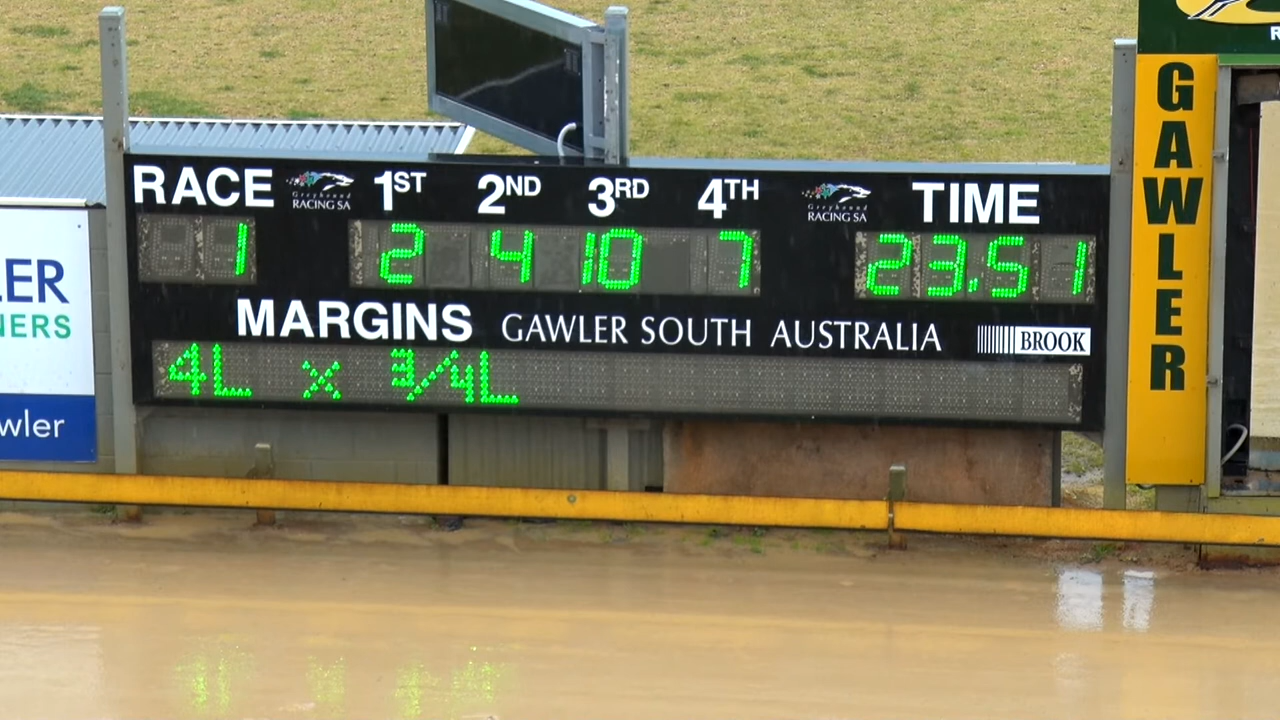 RACE 1ST 2ND 3RD 4TH TIME
Greyhound RACING SA
Greyhound RACING SA
1 2 4 10 7 23.51
MARGINS GAWLER SOUTH AUSTRALIA BROOK
4L x 3/4L
GAWLER
R
LER
NERS
wler